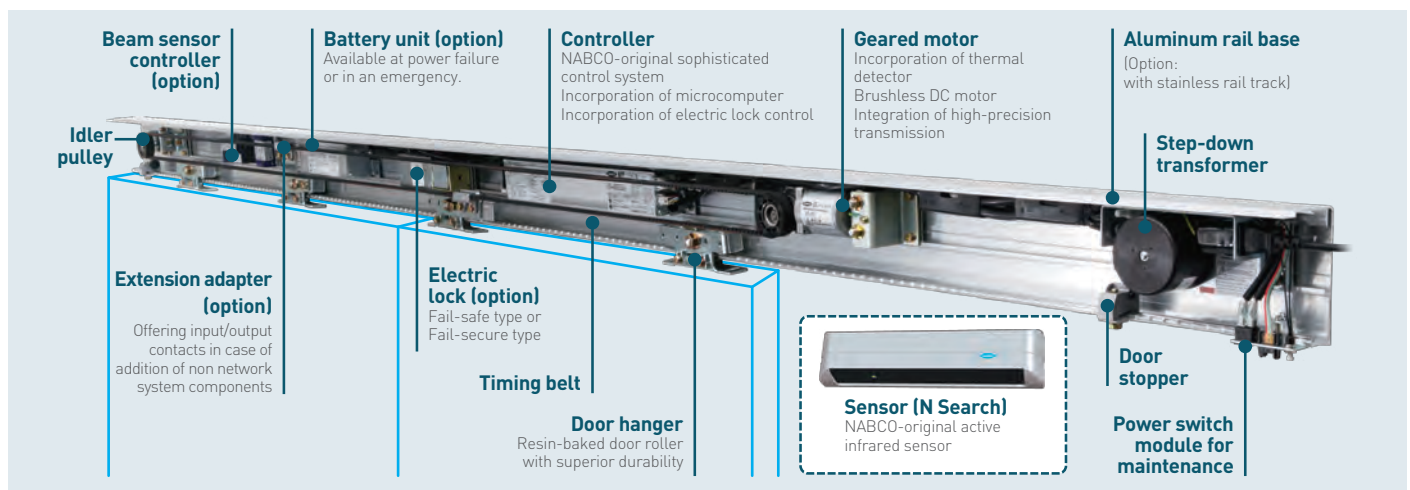 Beam sensor
controller
(option)
Battery unit (option)
Available at power failure
or in an emergency.
Controller
NABCO-original sophisticated
control system
Incorporation of microcomputer
Incorporation of electric lock control
Geared motor
Incorporation of thermal
detector
Brushless DC motor
Integration of high-precision
transmission
Aluminum rail base
(Option:
with stainless rail track)
Idler
pulley
Step-down
transformer
Extension adapter
(option)
Offering input/output
contacts in case of
addition of non network
system components
Electric
lock (option)
Fail-safe type or
Fail-secure type
Timing belt
Door hanger
Resin-baked door roller
with superior durability
Sensor (N Search)
NABCO-original active
infrared sensor
Door
stopper
Power switch
module for
maintenance